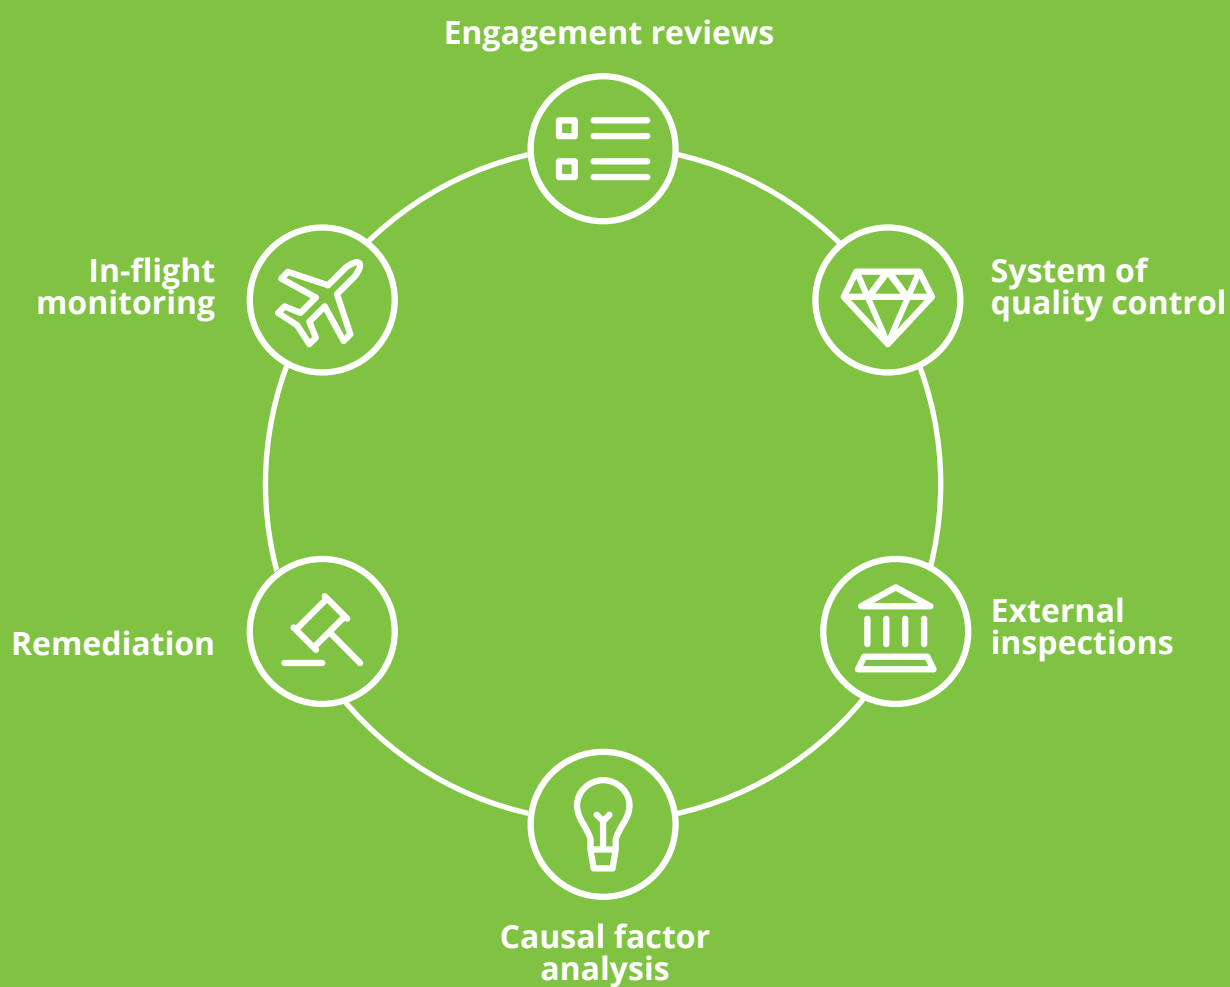 Engagement reviews
In-flight
monitoring
System of
quality control
Remediation
External
inspections
Causal factor
analysis